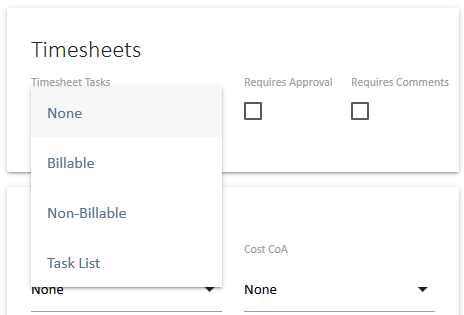 Timesheets
Timesheet Tasks Requires Approval Requires Comments
None
Billable
Non-Billable
Task List
Cost CoA
None None